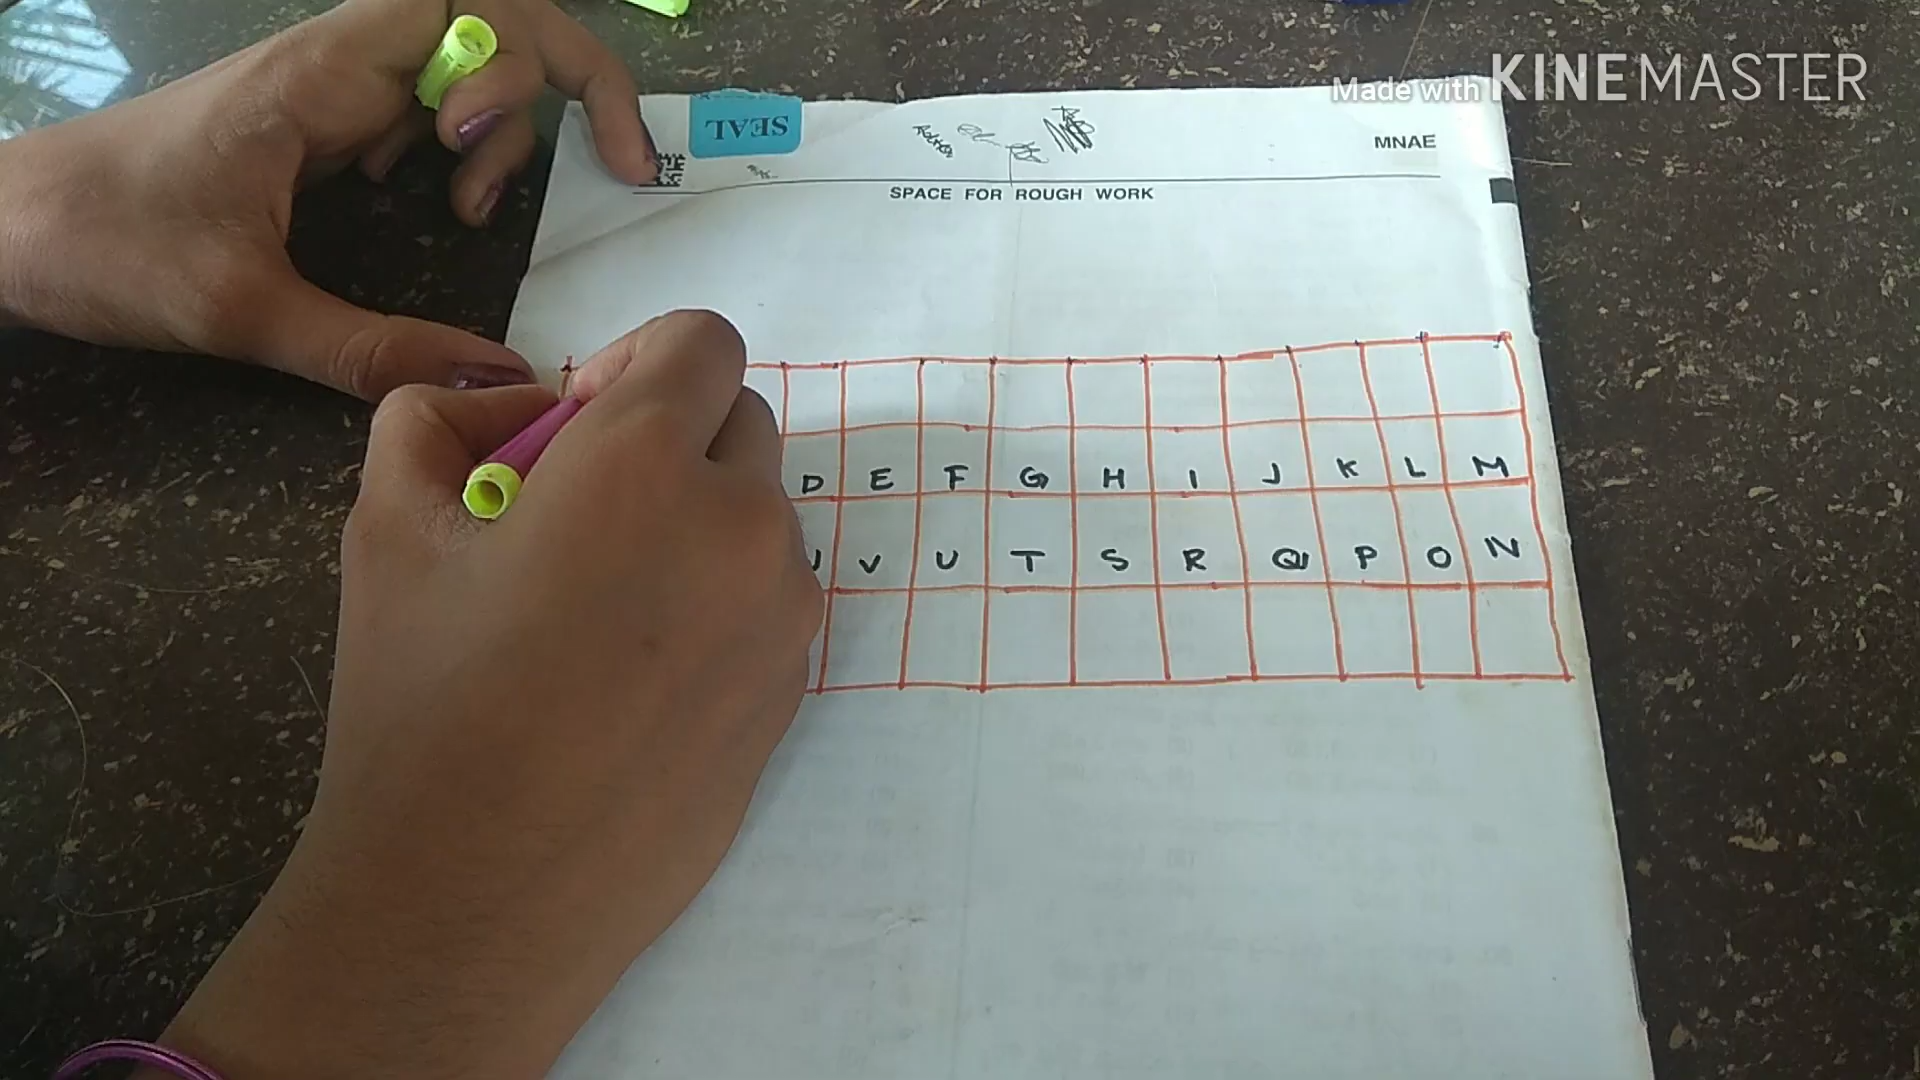 Made with KINEMASTER
SEAL
MNAE
SPACE FOR ROUGH WORK
D E F G H I J K L M
V U T S R Q P O N